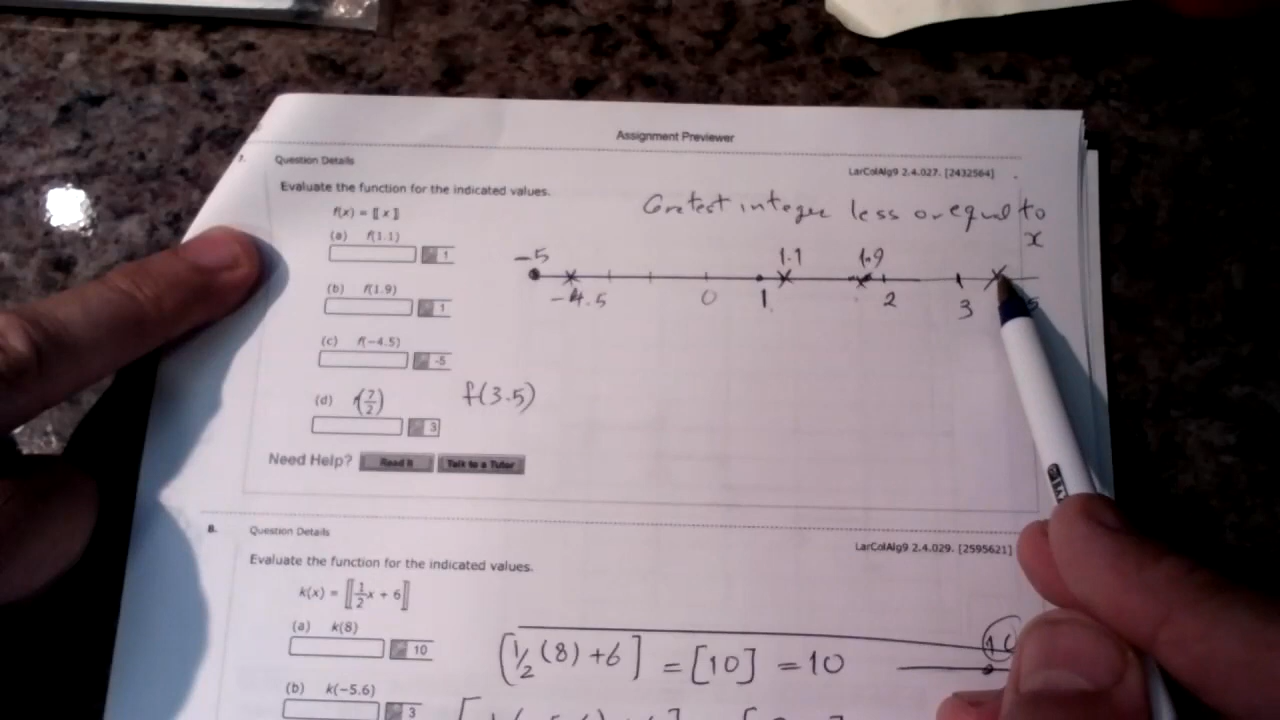 Assignment Previewer
7. Question Details LarColAlg9 2.4.027. [2432564]
Evaluate the function for the indicated values.
f(x) = [[ x ]]
Gretest integer less or equal to
x
(a) f(1.1)
1
-5 1.1 1.9
-4.5 0 1 2 3
(b) f(1.9)
1
(c) f(-4.5)
-5
(d) f(7/2) f(3.5)
3
Need Help? Read It Talk to a Tutor
8. Question Details LarColAlg9 2.4.029. [2595621]
Evaluate the function for the indicated values.
k(x) = [[1/2 x + 6]]
(a) k(8)
10
[1/2 (8) +6] = [10] = 10
(b) k(-5.6)
3